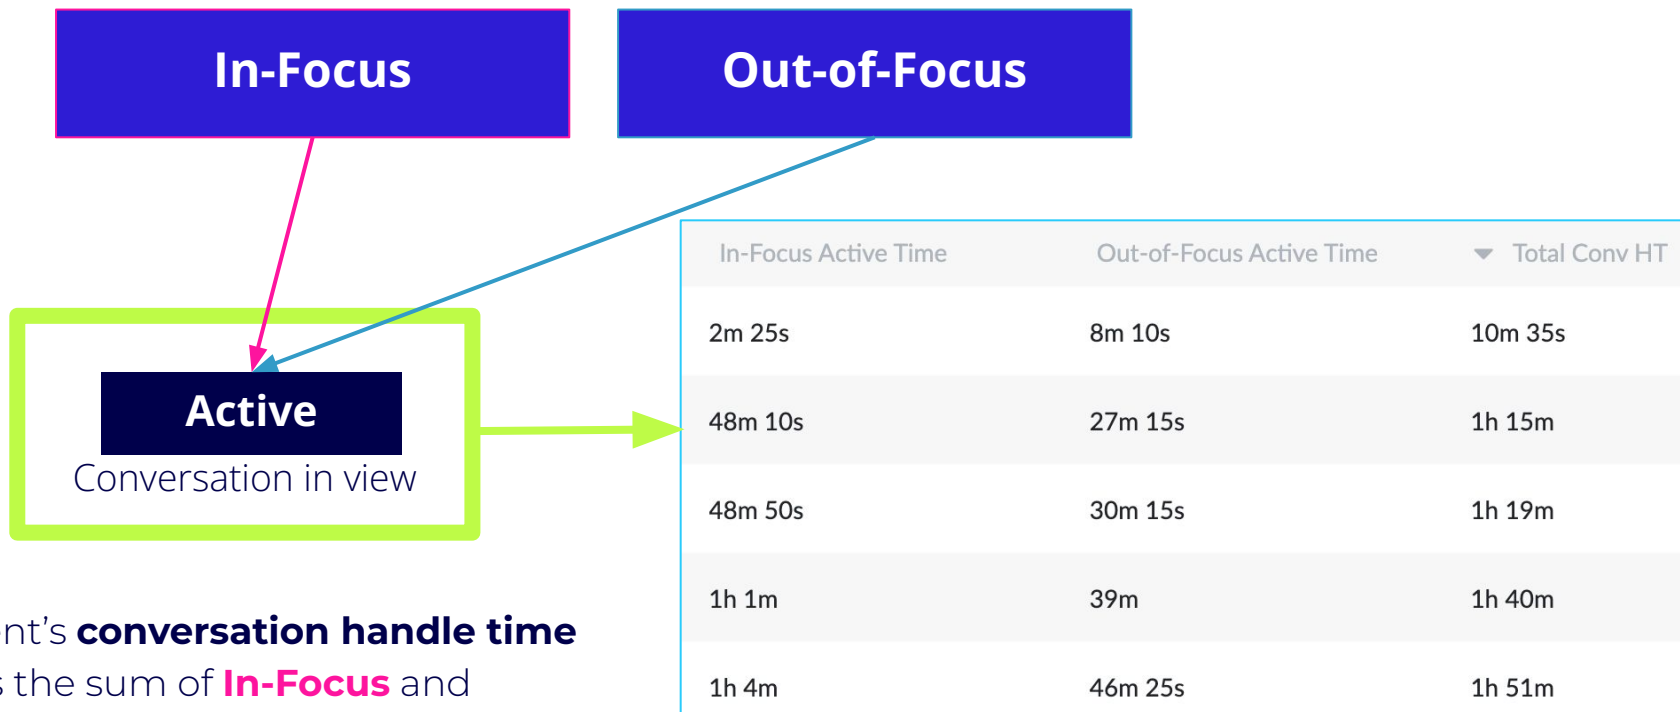 In-Focus
Out-of-Focus
In-Focus Active Time Out-of-Focus Active Time Total Conv HT
2m 25s 8m 10s 10m 35s
48m 10s 27m 15s 1h 15m
48m 50s 30m 15s 1h 19m
1h 1m 39m 1h 40m
1h 4m 46m 25s 1h 51m
Active
Conversation in view
conversation handle time
the sum of In-Focus and